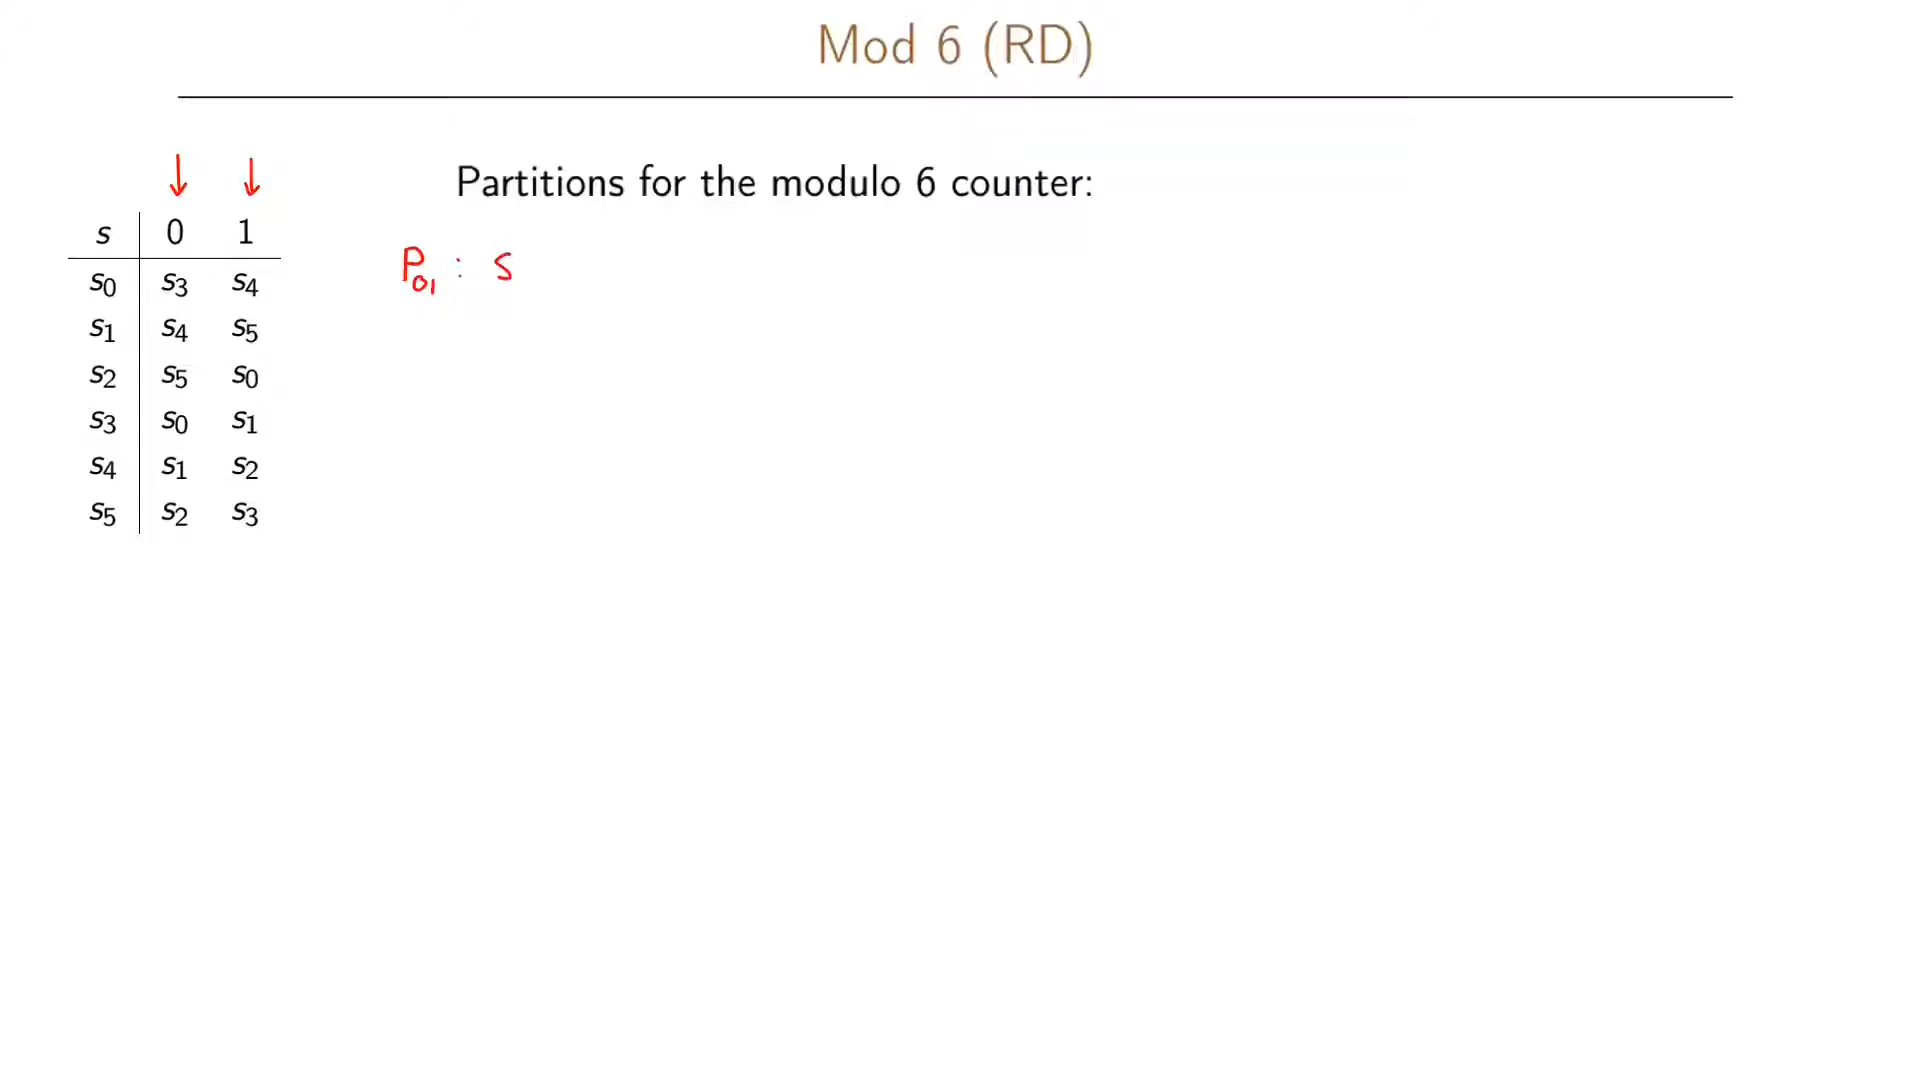 Mod 6 (RD)
Partitions for the modulo 6 counter:
s 0 1
s0 s3 s4
s1 s4 s5
s2 s5 s0
s3 s0 s1
s4 s1 s2
s5 s2 s3
P01 : s